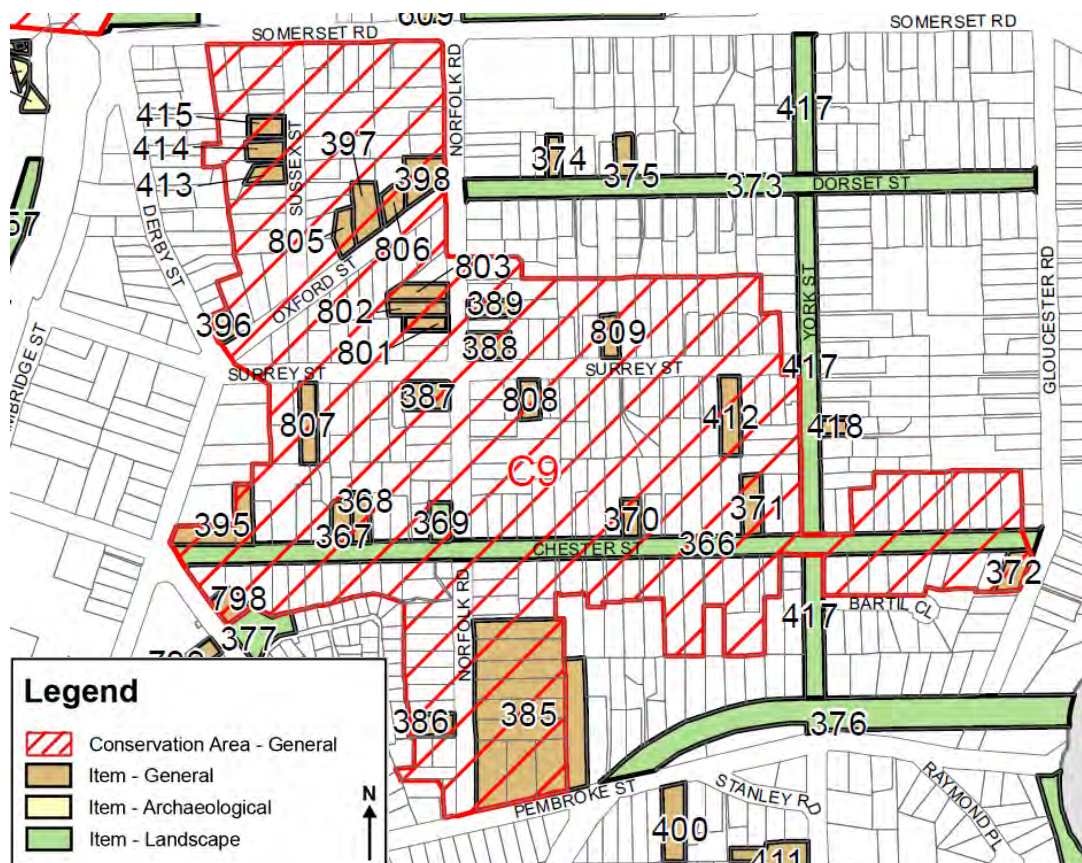 609
SOMERSET RD
SOMERSET RD
NORFOLK RD
415
414
413
397
398
SUSSEX ST
374
375
373
DORSET ST
417
DERBY ST
805
806
OXFORD ST
YORK ST
GLOUCESTER RD
803
802
801
389
388
809
396
SURREY ST
SURREY ST
417
MBRIDGE ST
807
387
808
412
418
C9
395
368
367
369
370
371
CHESTER ST
366
372
798
377
NORFOLK RD
417
BARTIL CL
386
385
376
PEMBROKE ST
STANLEY RD
RAYMOND PL
400
411
Legend
Conservation Area - General
Item - General
Item - Archaeological
Item - Landscape
N